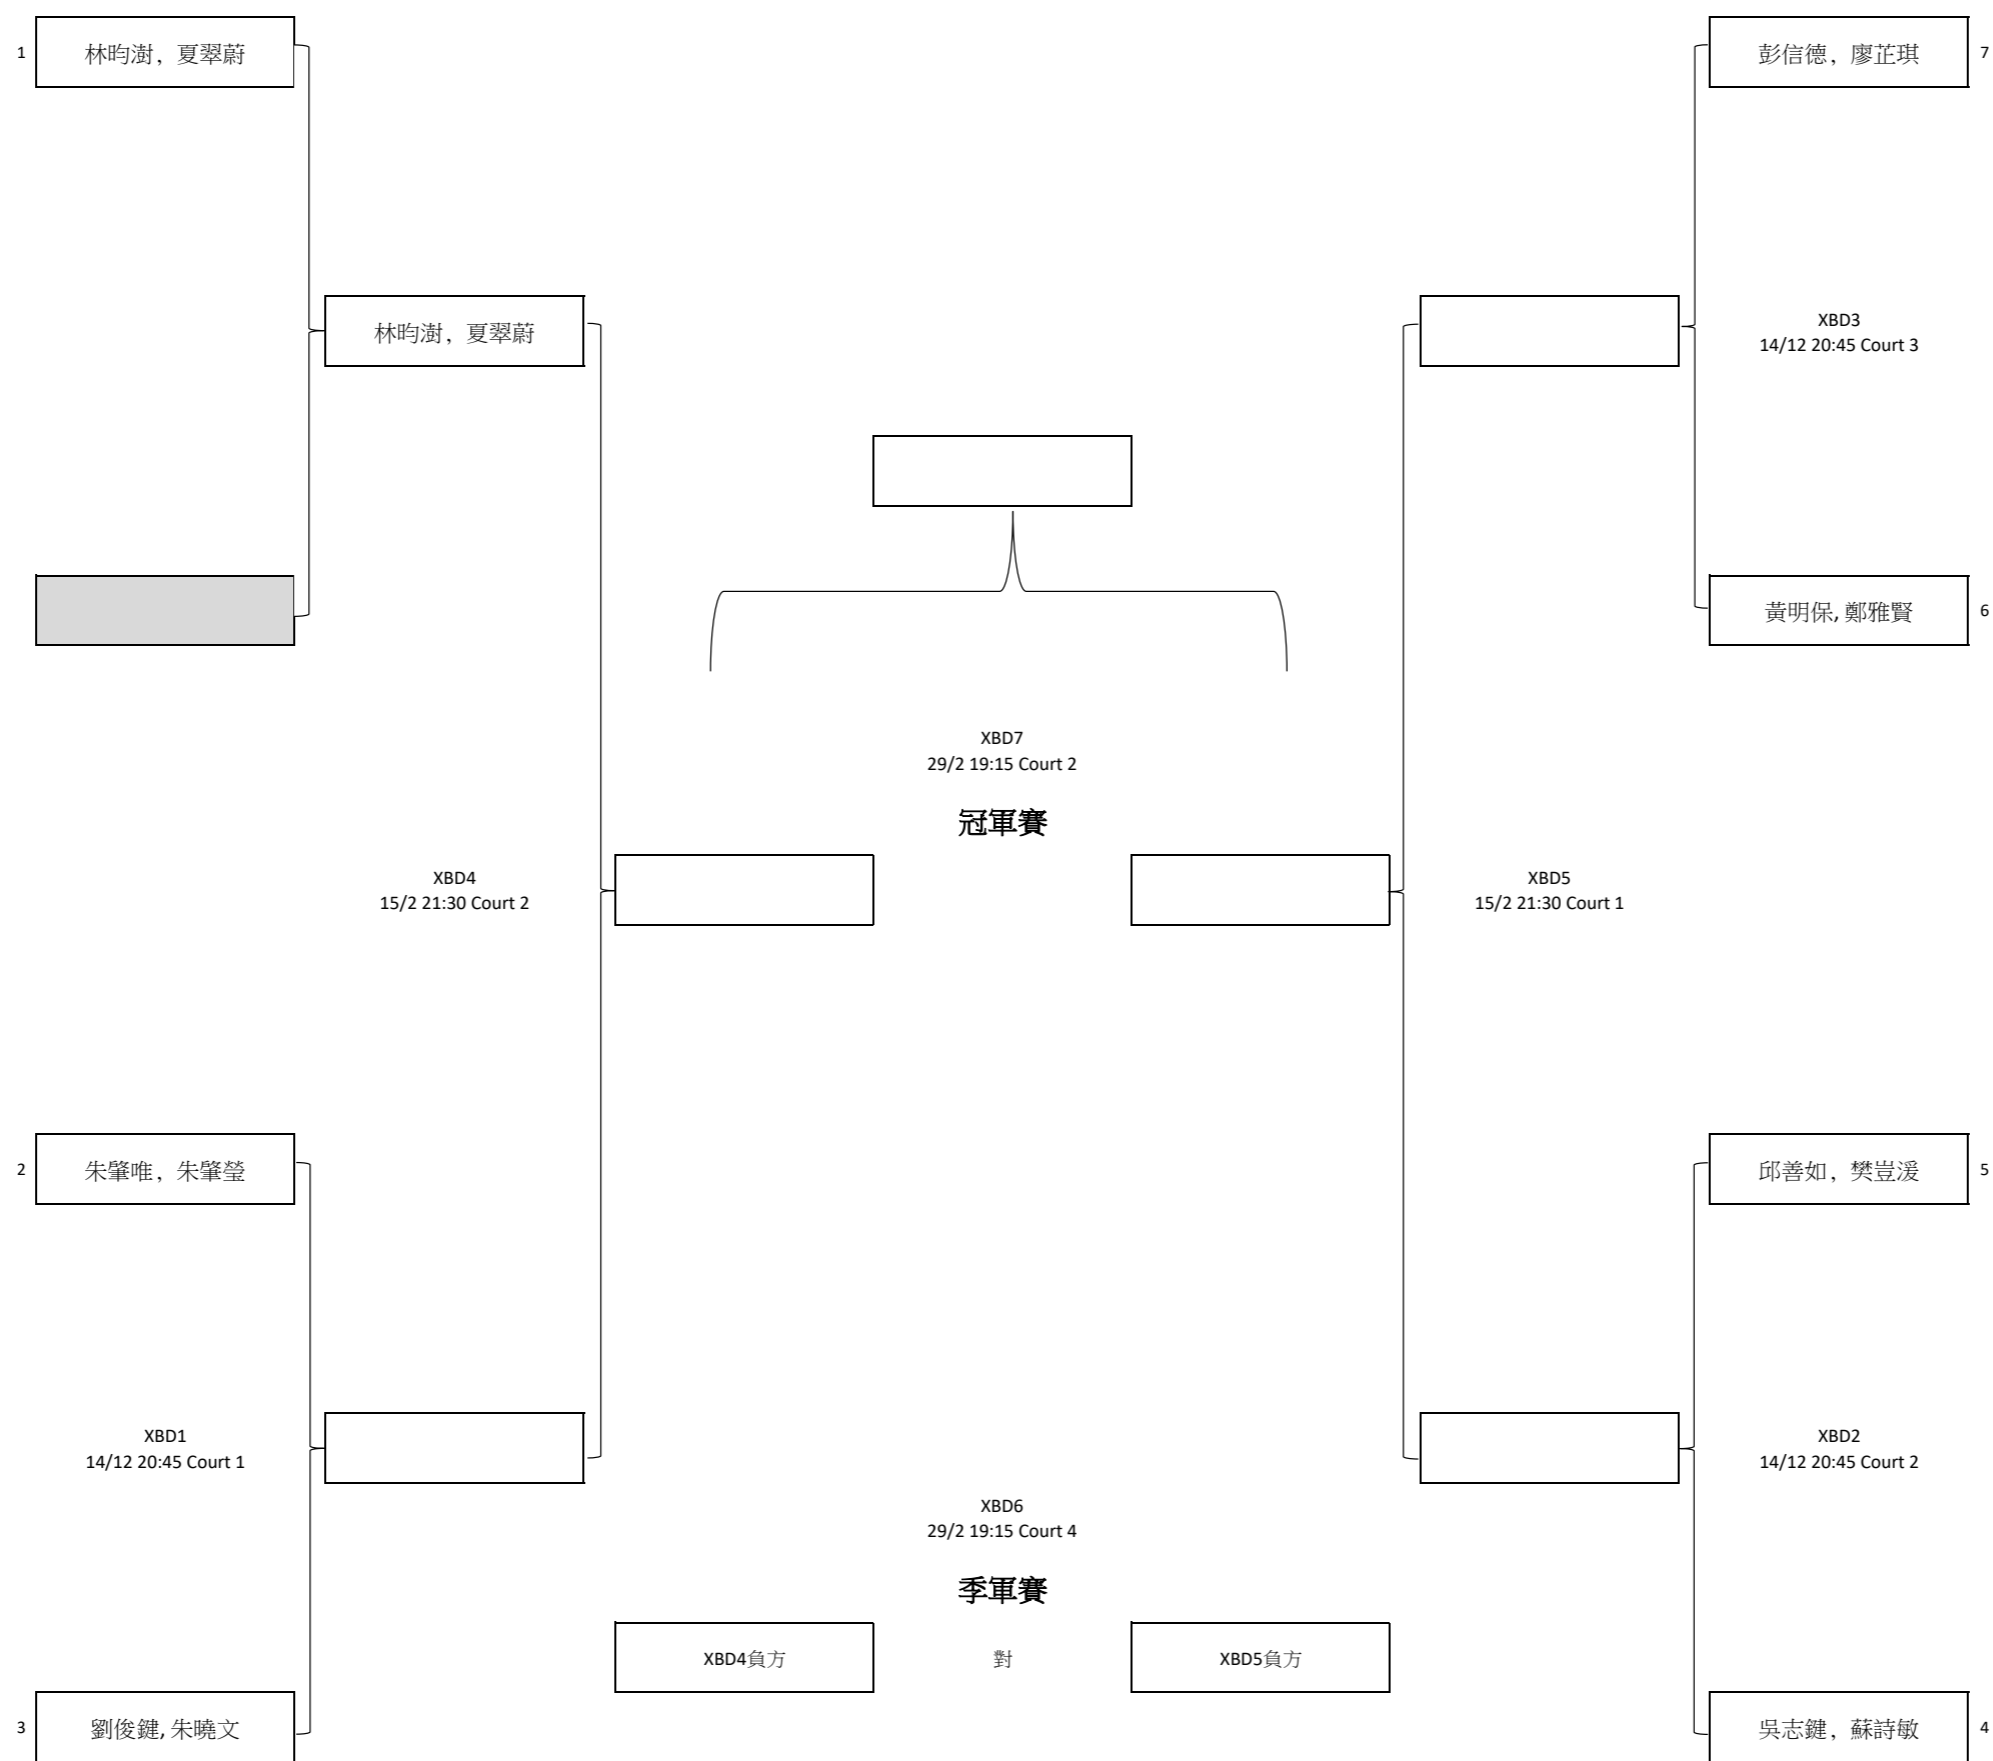 1
林昀澍，夏翠蔚
彭信德，廖芷琪
7
林昀澍，夏翠蔚
XBD3
14/12 20:45 Court 3
黃明保, 鄭雅賢
6
XBD7
29/2 19:15 Court 2
冠軍賽
XBD4
15/2 21:30 Court 2
XBD5
15/2 21:30 Court 1
2
朱肇唯，朱肇瑩
邱善如，樊豈湲
5
XBD1
14/12 20:45 Court 1
XBD2
14/12 20:45 Court 2
XBD6
29/2 19:15 Court 4
季軍賽
XBD4負方
對
XBD5負方
3
劉俊鍵, 朱曉文
吳志鍵，蘇詩敏
4